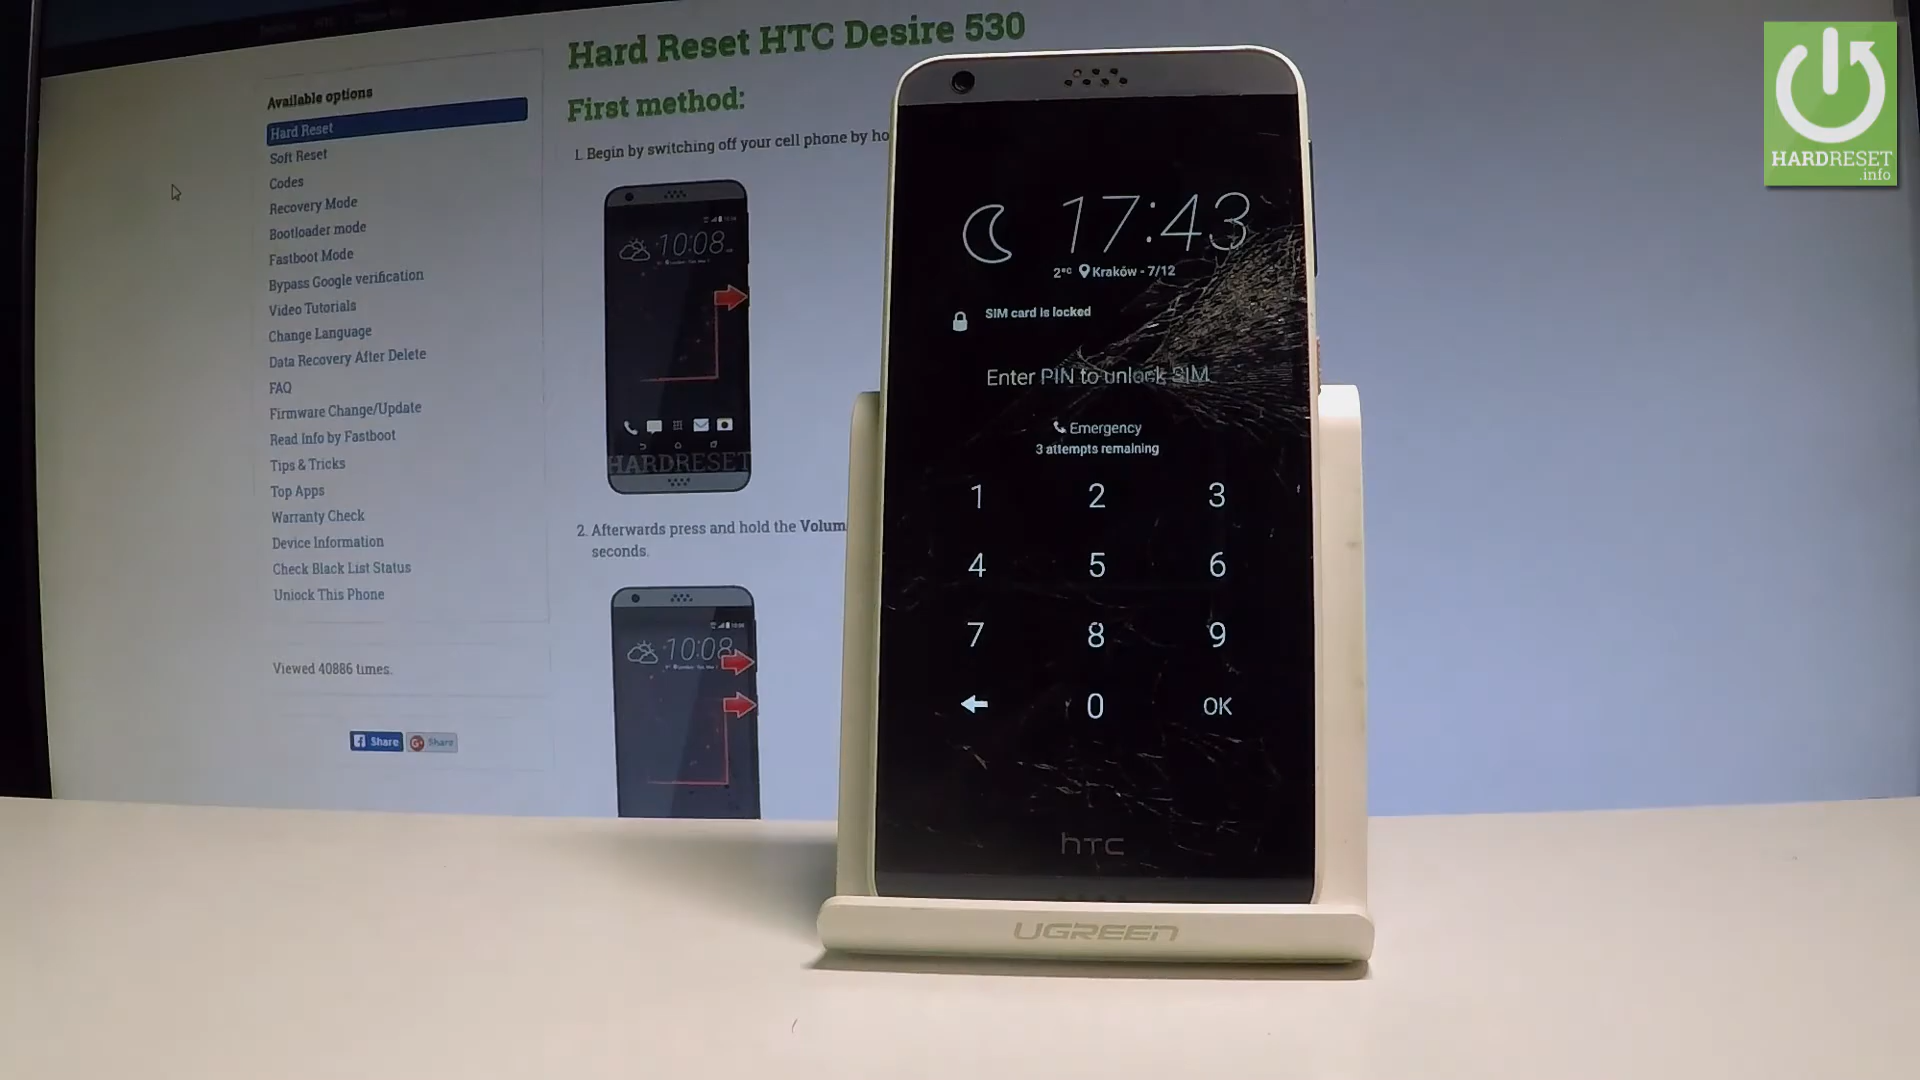 Hard Reset HTC Desire 530
First method:
1. Begin by switching off your cell phone by ho
Available options
Hard Reset
Soft Reset
Codes
Recovery Mode
Bootloader mode
Fastboot Mode
Bypass Google verification
Video Tutorials
Change Language
Data Recovery After Delete
FAQ
Firmware Change/Update
Read Info by Fastboot
Tips & Tricks
Top Apps
Warranty Check
Device Information
Check Black List Status
Unlock This Phone
Viewed 40886 times.
Share
Share
10:08
HARDRESET
2. Afterwards press and hold the Volum
seconds.
10:08
17:43
2°C Kraków - 7/12
SIM card is locked
Enter PIN to unlock SIM
Emergency
3 attempts remaining
1 2 3
4 5 6
7 8 9
0 OK
hTC
UGREEN
HARDRESET
.info